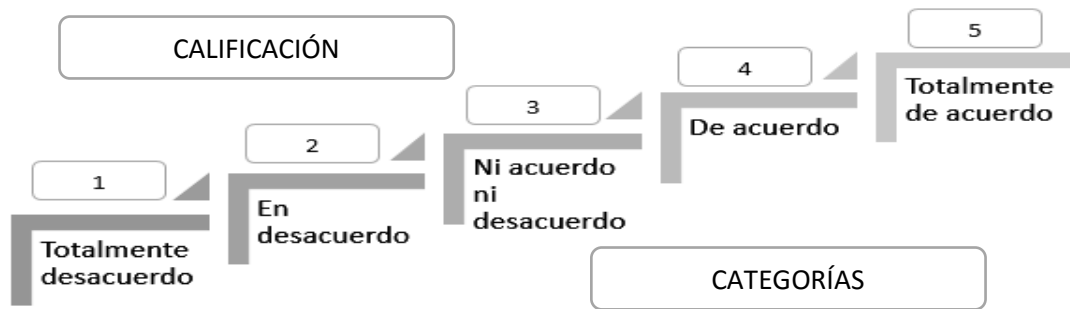 CALIFICACIÓN
1
Totalmente
desacuerdo
2
En
desacuerdo
3
Ni acuerdo
ni
desacuerdo
4
De acuerdo
5
Totalmente
de acuerdo
CATEGORÍAS